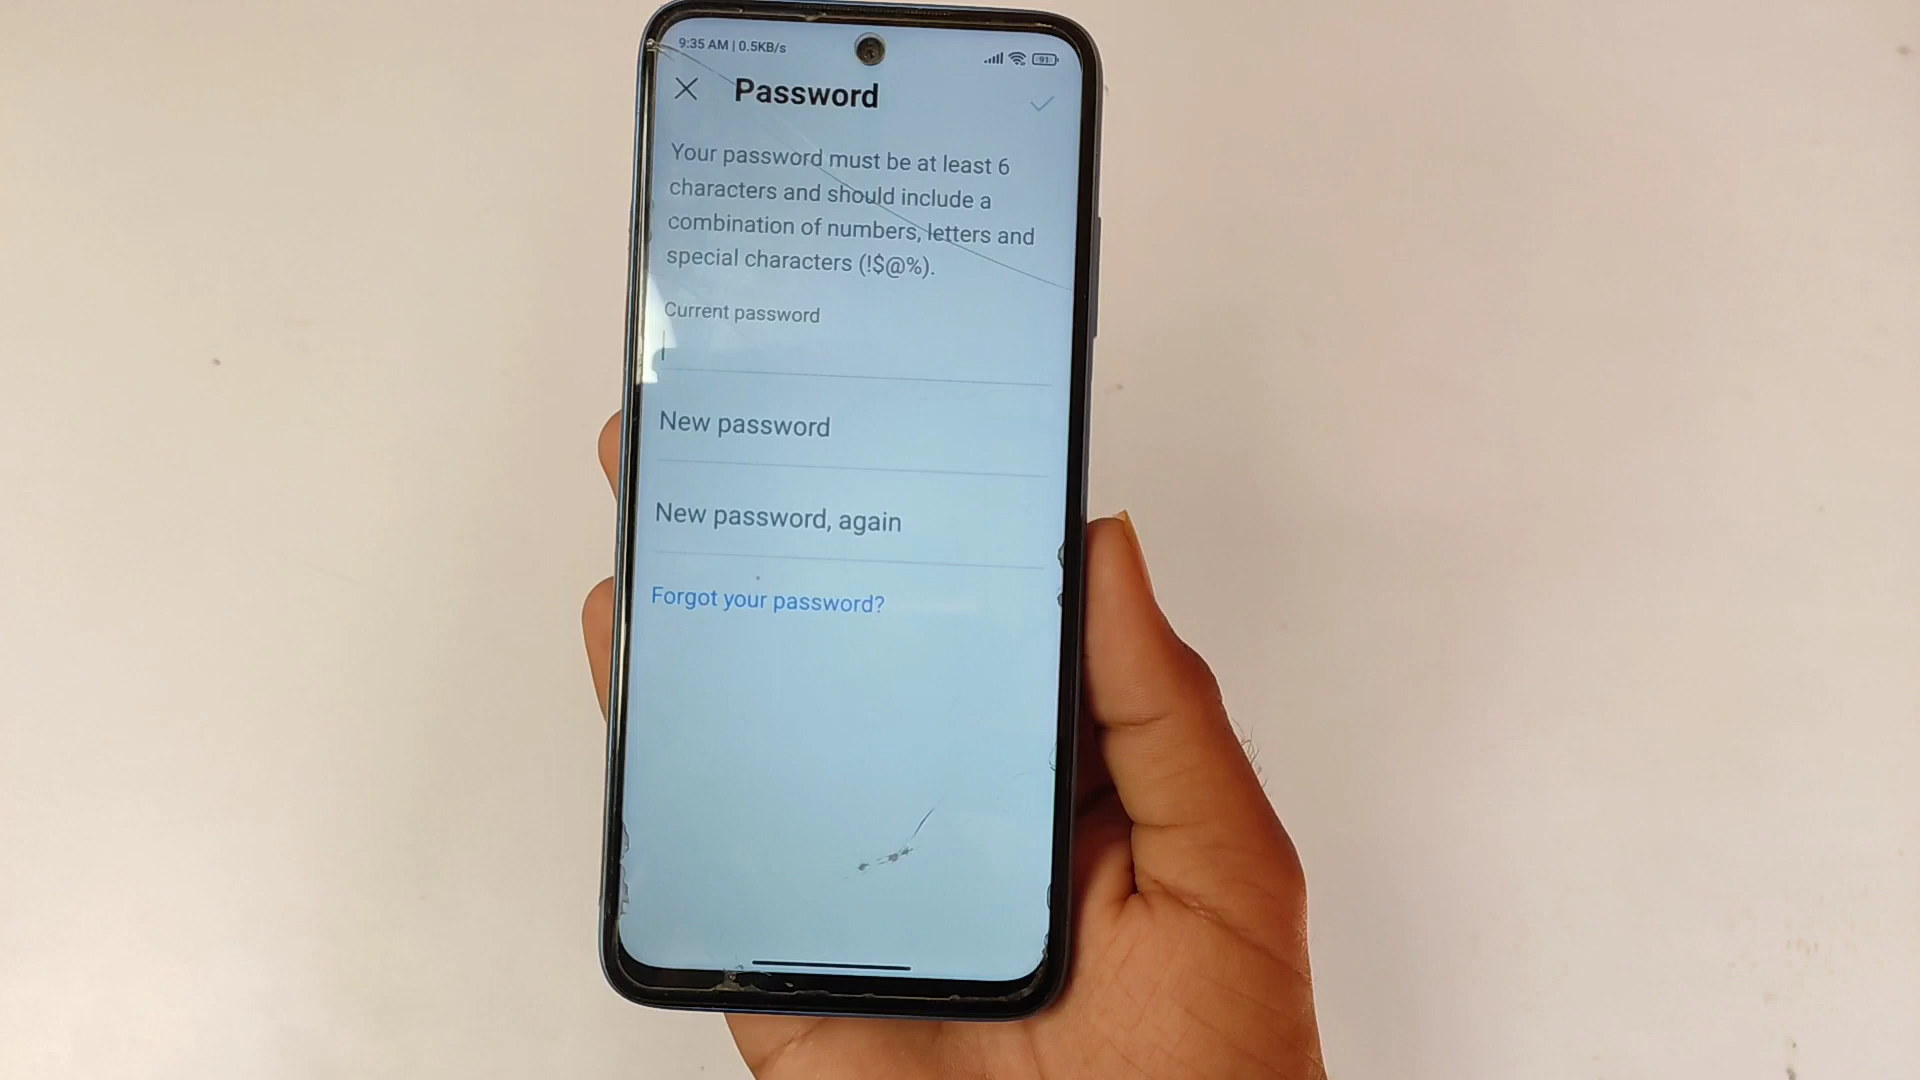 9:35 AM | 0.5KB/s
91
Password
Your password must be at least 6
characters and should include a
combination of numbers, letters and
special characters (!$@%).
Current password
New password
New password, again
Forgot your password?